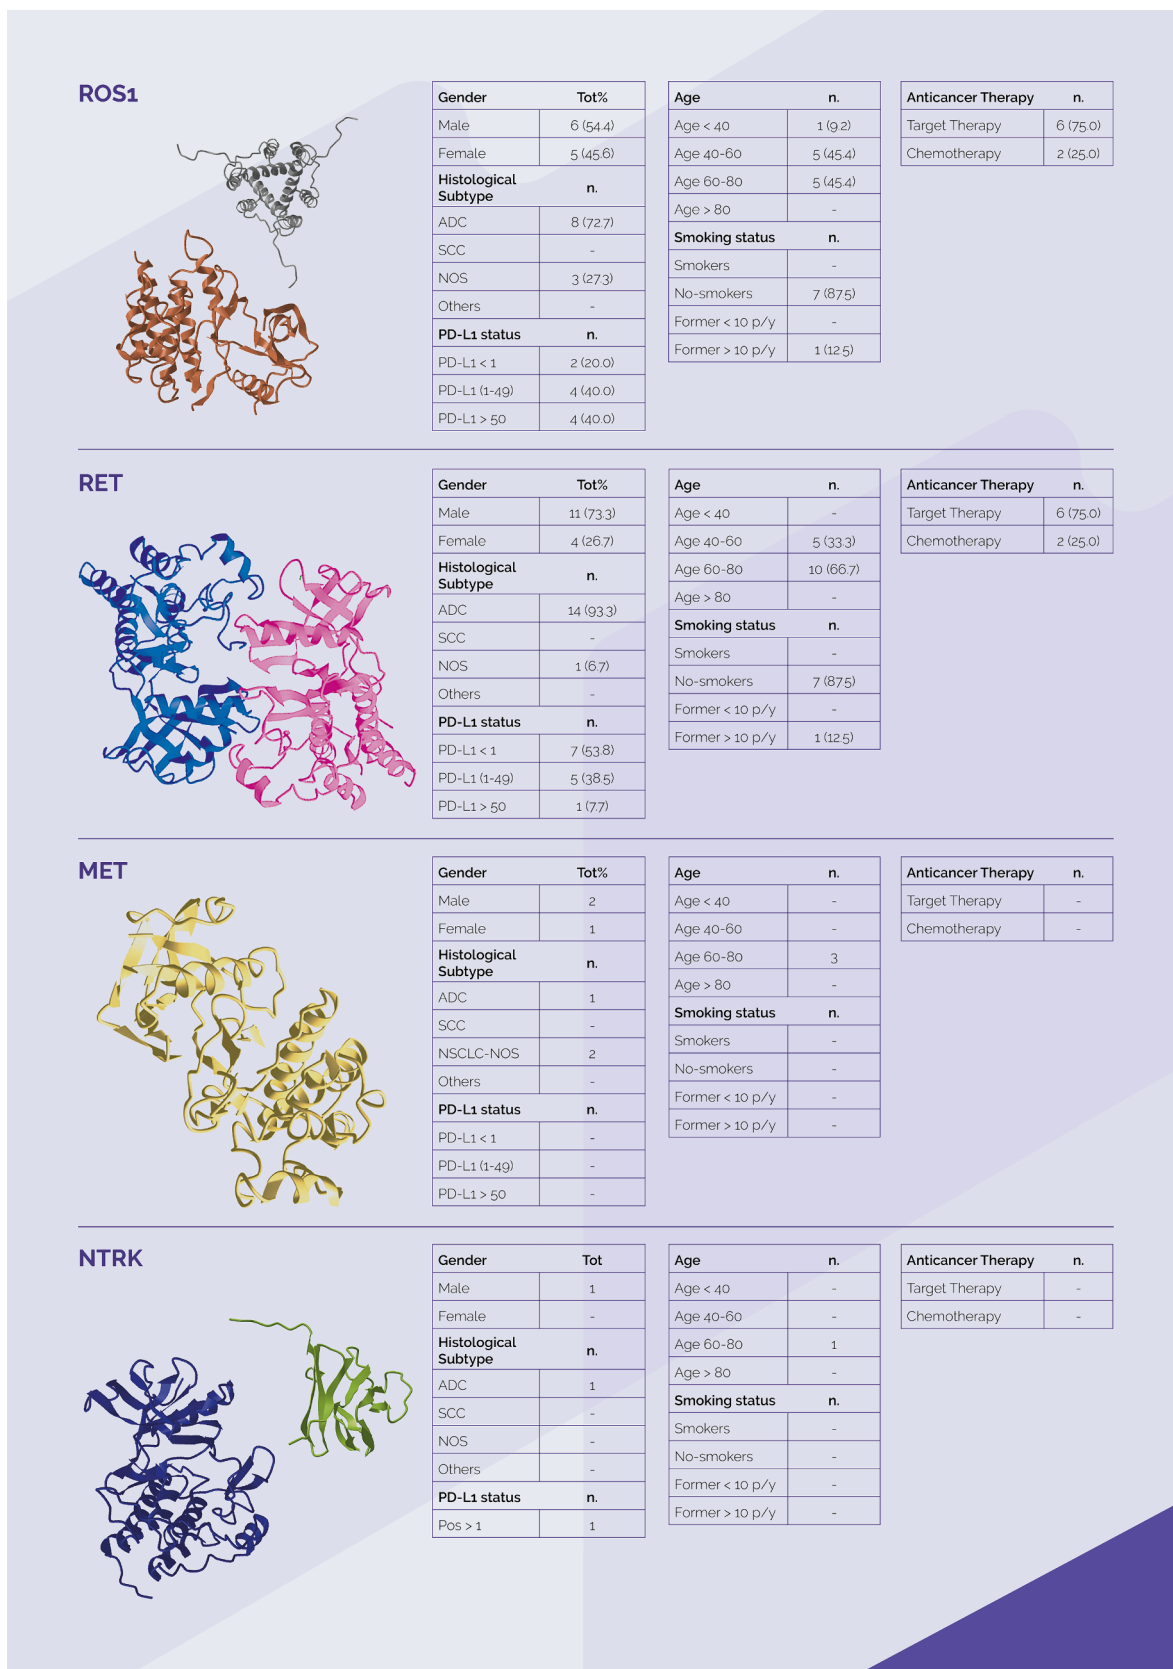 ROS1
Gender Tot%
Male 6 (54.4)
Female 5 (45.6)
Histological
Subtype n.
ADC 8 (72.7)
SCC -
NOS 3 (27.3)
Others -
PD-L1 status n.
PD-L1 < 1 2 (20.0)
PD-L1 (1-49) 4 (40.0)
PD-L1 > 50 4 (40.0)
Age n.
Age < 40 1 (9.2)
Age 40-60 5 (45.4)
Age 60-80 5 (45.4)
Age > 80 -
Smoking status n.
Smokers -
No-smokers 7 (87.5)
Former < 10 p/y -
Former > 10 p/y 1 (12.5)
Anticancer Therapy n.
Target Therapy 6 (75.0)
Chemotherapy 2 (25.0)
RET
Gender Tot%
Male 11 (73.3)
Female 4 (26.7)
Histological
Subtype n.
ADC 14 (93.3)
SCC -
NOS 1 (6.7)
Others -
PD-L1 status n.
PD-L1 < 1 7 (53.8)
PD-L1 (1-49) 5 (38.5)
PD-L1 > 50 1 (7.7)
Age n.
Age < 40 -
Age 40-60 5 (33.3)
Age 60-80 10 (66.7)
Age > 80 -
Smoking status n.
Smokers -
No-smokers 7 (87.5)
Former < 10 p/y -
Former > 10 p/y 1 (12.5)
Anticancer Therapy n.
Target Therapy 6 (75.0)
Chemotherapy 2 (25.0)
MET
Gender Tot%
Male 2
Female 1
Histological
Subtype n.
ADC 1
SCC -
NSCLC-NOS 2
Others -
PD-L1 status n.
PD-L1 < 1 -
PD-L1 (1-49) -
PD-L1 > 50 -
Age n.
Age < 40 -
Age 40-60 -
Age 60-80 3
Age > 80 -
Smoking status n.
Smokers -
No-smokers -
Former < 10 p/y -
Former > 10 p/y -
Anticancer Therapy n.
Target Therapy -
Chemotherapy -
NTRK
Gender Tot
Male 1
Female -
Histological
Subtype n.
ADC 1
SCC -
NOS -
Others -
PD-L1 status n.
Pos > 1 1
Age n.
Age < 40 -
Age 40-60 -
Age 60-80 1
Age > 80 -
Smoking status n.
Smokers -
No-smokers -
Former < 10 p/y -
Former > 10 p/y -
Anticancer Therapy n.
Target Therapy -
Chemotherapy -